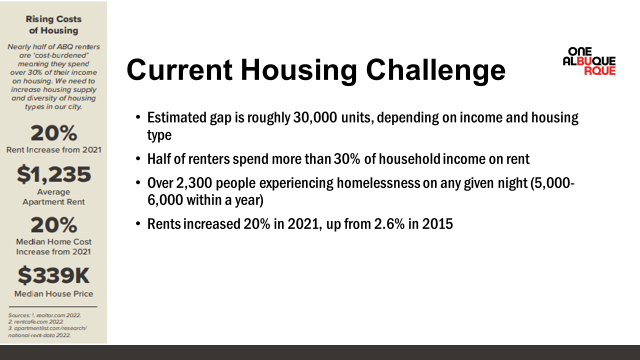 Rising Costs
of Housing
Nearly half of ABQ renters
are ‘cost-burdened’
meaning they spend
over 30% of their income
on housing. We need to
increase housing supply
and diversity of housing
types in our city.
20%
Rent Increase from 2021
$1,235
Average
Apartment Rent
20%
Median Home Cost
Increase from 2021
$339K
Median House Price
Sources: 1. realtor.com 2022.
2. rentcafe.com 2022.
3. apartmentlist.com/research/
national-rent-data 2022.
Current Housing Challenge
ONE
ALBUQUE
RQUE
• Estimated gap is roughly 30,000 units, depending on income and housing
type
• Half of renters spend more than 30% of household income on rent
• Over 2,300 people experiencing homelessness on any given night (5,000-
6,000 within a year)
• Rents increased 20% in 2021, up from 2.6% in 2015